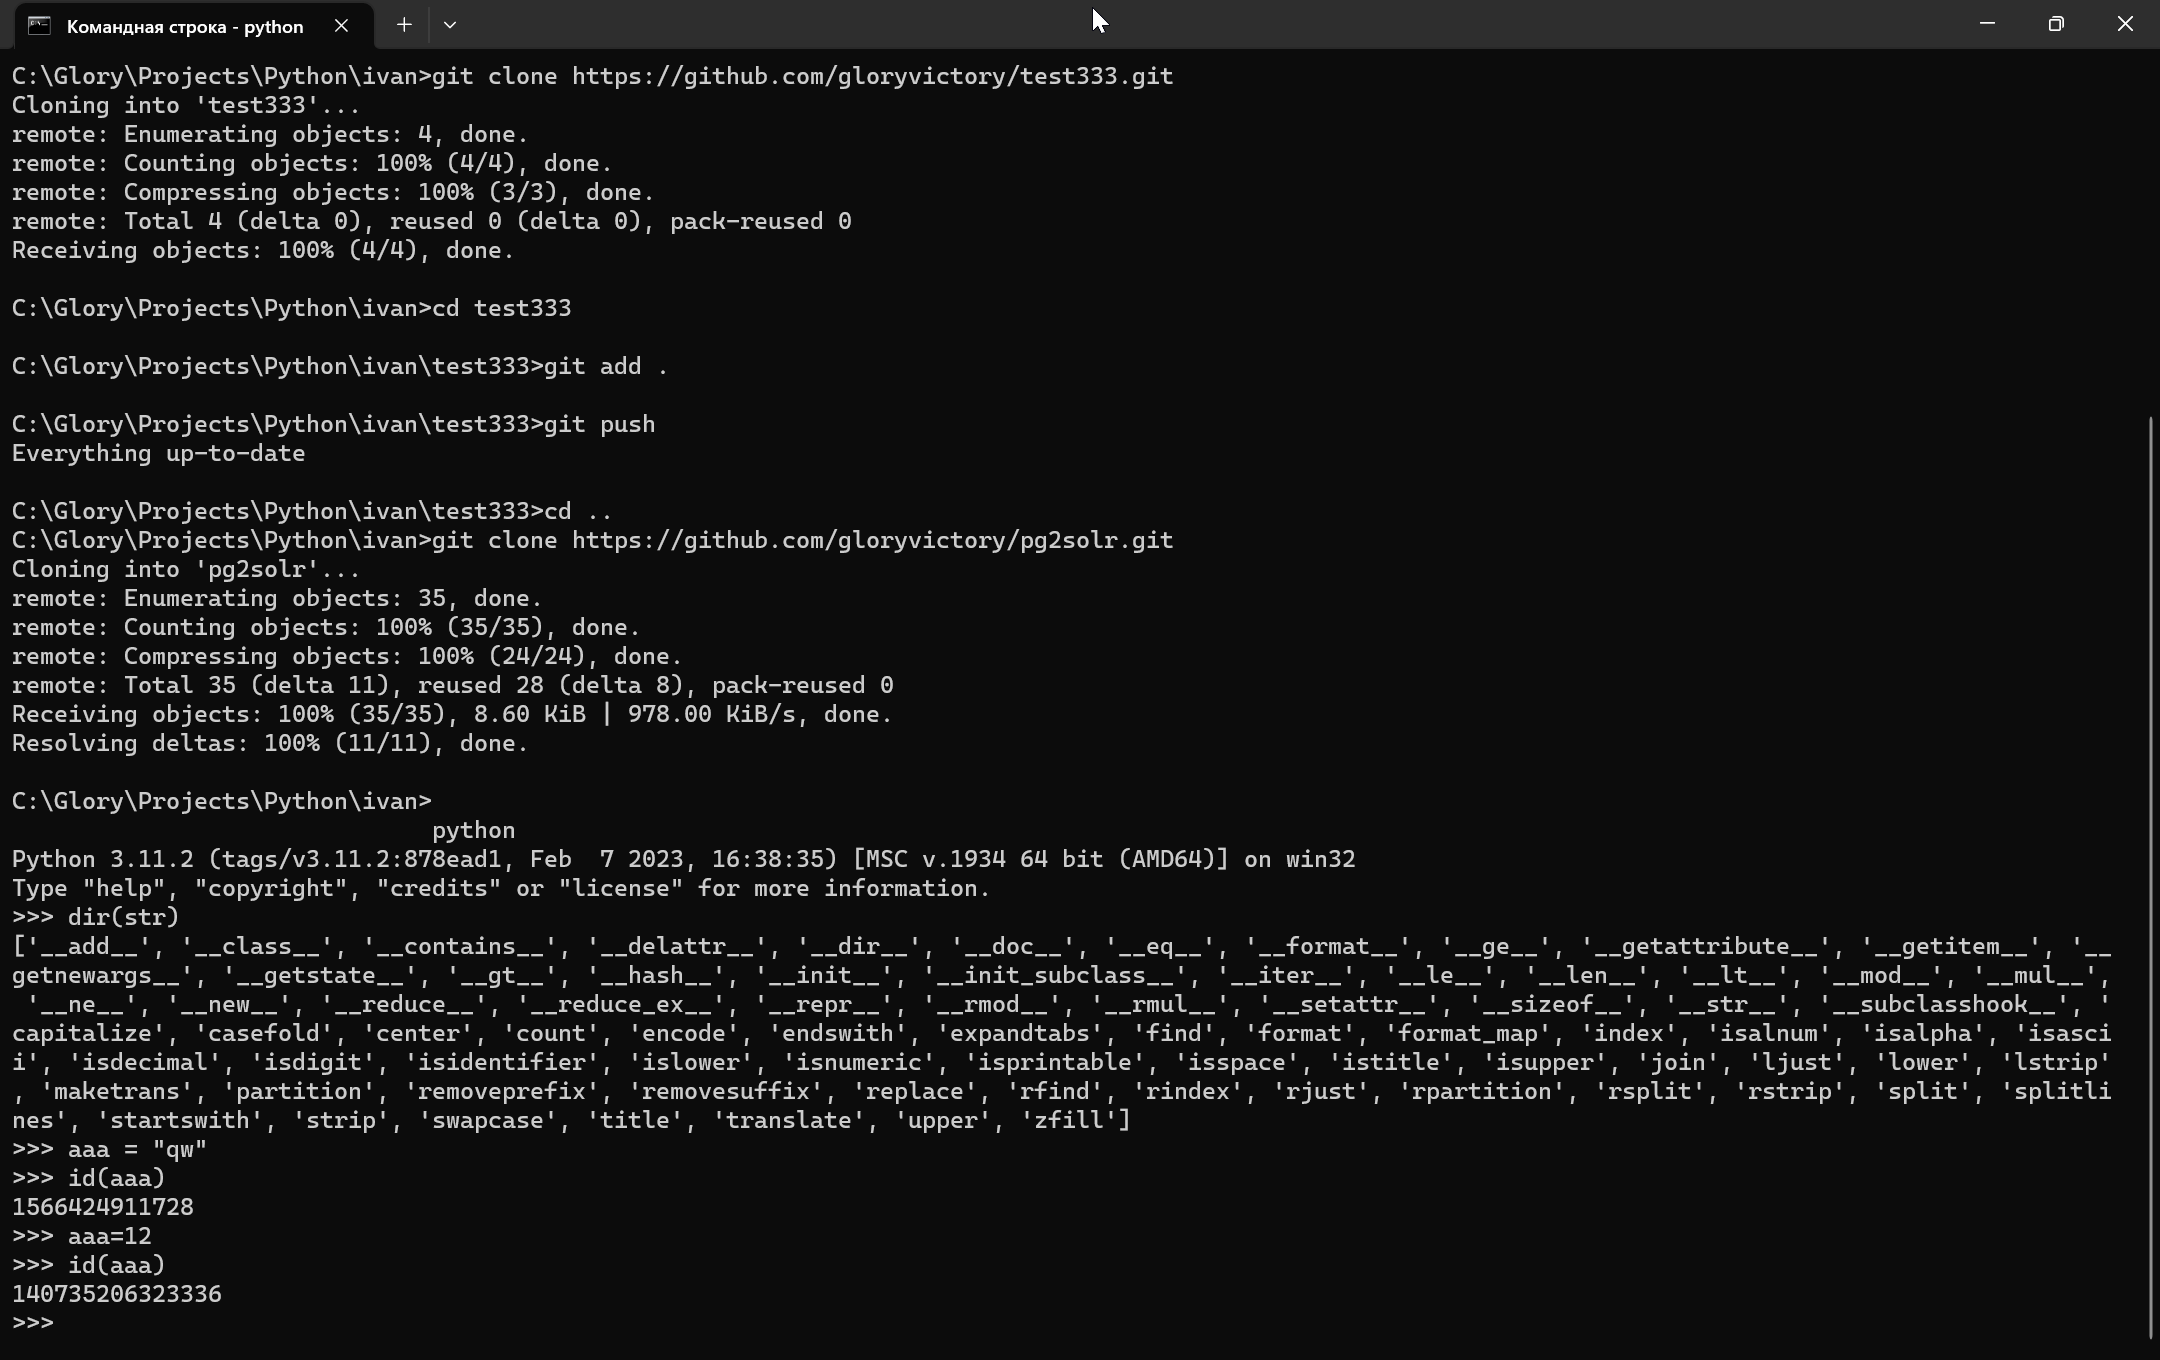 Командная строка - python
C:\Glory\Projects\Python\ivan>git clone https://github.com/gloryvictory/test333.git
Cloning into 'test333'...
remote: Enumerating objects: 4, done.
remote: Counting objects: 100% (4/4), done.
remote: Compressing objects: 100% (3/3), done.
remote: Total 4 (delta 0), reused 0 (delta 0), pack-reused 0
Receiving objects: 100% (4/4), done.
C:\Glory\Projects\Python\ivan>cd test333
C:\Glory\Projects\Python\ivan\test333>git add .
C:\Glory\Projects\Python\ivan\test333>git push
Everything up-to-date
C:\Glory\Projects\Python\ivan\test333>cd ..
C:\Glory\Projects\Python\ivan>git clone https://github.com/gloryvictory/pg2solr.git
Cloning into 'pg2solr'...
remote: Enumerating objects: 35, done.
remote: Counting objects: 100% (35/35), done.
remote: Compressing objects: 100% (24/24), done.
remote: Total 35 (delta 11), reused 28 (delta 8), pack-reused 0
Receiving objects: 100% (35/35), 8.60 KiB | 978.00 KiB/s, done.
Resolving deltas: 100% (11/11), done.
C:\Glory\Projects\Python\ivan>
python
Python 3.11.2 (tags/v3.11.2:878ead1, Feb  7 2023, 16:38:35) [MSC v.1934 64 bit (AMD64)] on win32
Type "help", "copyright", "credits" or "license" for more information.
>>> dir(str)
['__add__', '__class__', '__contains__', '__delattr__', '__dir__', '__doc__', '__eq__', '__format__', '__ge__', '__getattribute__', '__getitem__', '__
getnewargs__', '__getstate__', '__gt__', '__hash__', '__init__', '__init_subclass__', '__iter__', '__le__', '__len__', '__lt__', '__mod__', '__mul__',
 '__ne__', '__new__', '__reduce__', '__reduce_ex__', '__repr__', '__rmod__', '__rmul__', '__setattr__', '__sizeof__', '__str__', '__subclasshook__', '
capitalize', 'casefold', 'center', 'count', 'encode', 'endswith', 'expandtabs', 'find', 'format', 'format_map', 'index', 'isalnum', 'isalpha', 'isasci
i', 'isdecimal', 'isdigit', 'isidentifier', 'islower', 'isnumeric', 'isprintable', 'isspace', 'istitle', 'isupper', 'join', 'ljust', 'lower', 'lstrip'
, 'maketrans', 'partition', 'removeprefix', 'removesuffix', 'replace', 'rfind', 'rindex', 'rjust', 'rpartition', 'rsplit', 'rstrip', 'split', 'splitli
nes', 'startswith', 'strip', 'swapcase', 'title', 'translate', 'upper', 'zfill']
>>> aaa = "qw"
>>> id(aaa)
1566424911728
>>> aaa=12
>>> id(aaa)
140735206323336
>>>